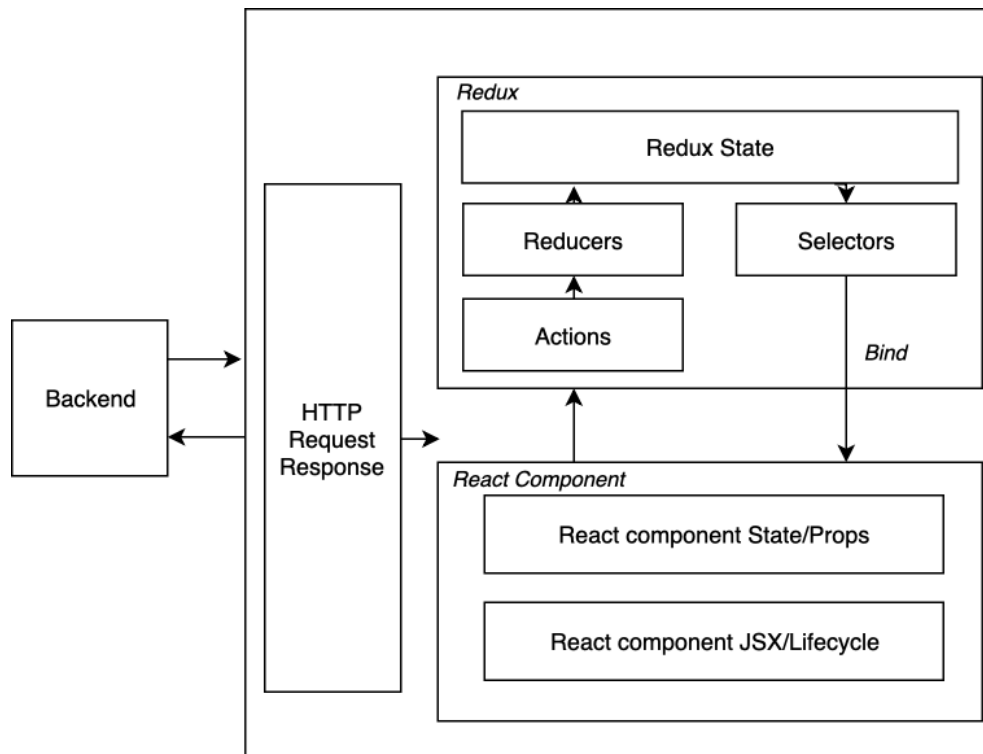 Redux
Redux State
Reducers
Selectors
Actions
Bind
Backend
HTTP
Request
Response
React Component
React component State/Props
React component JSX/Lifecycle